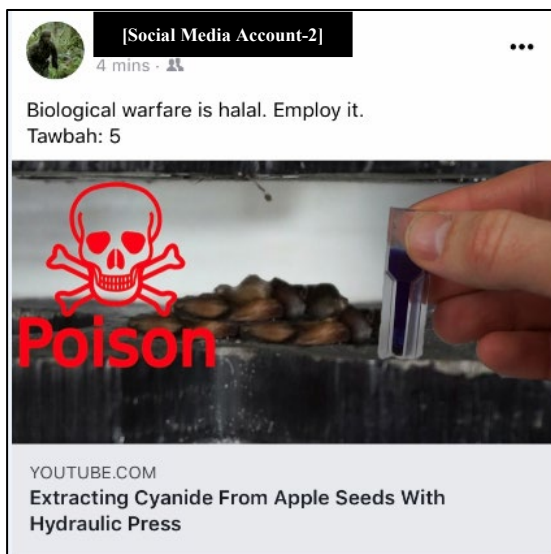 [Social Media Account-2]
4 mins ·
Biological warfare is halal. Employ it.
Tawbah: 5
Poison
YOUTUBE.COM
Extracting Cyanide From Apple Seeds With
Hydraulic Press